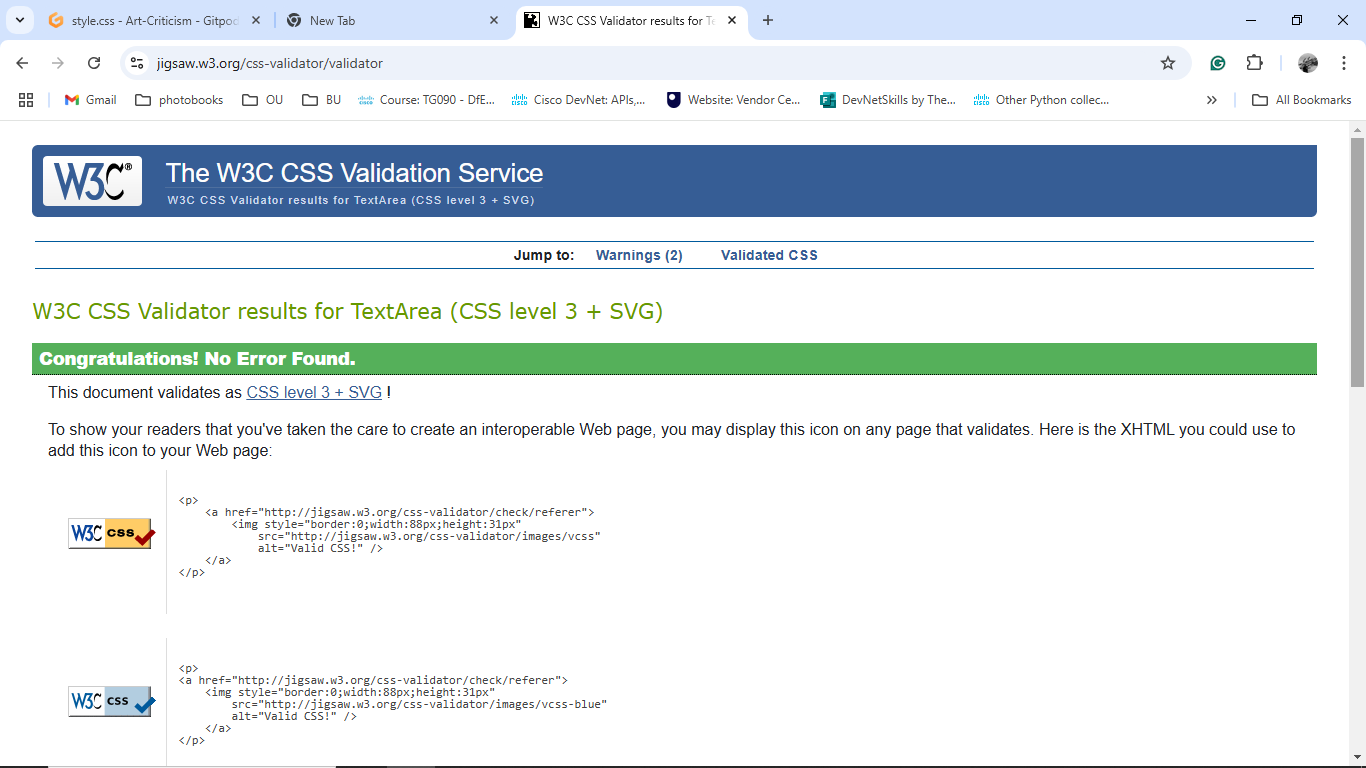 style.css - Art-Criticism - Gitpod
New Tab
W3C CSS Validator results for Te
jigsaw.w3.org/css-validator/validator
Gmail
photobooks
OU
BU
Course: TG090 - DfE...
Cisco DevNet: APIs,...
Website: Vendor Ce...
DevNetSkills by The...
Other Python collec...
»
All Bookmarks
W3C®
The W3C CSS Validation Service
W3C CSS Validator results for TextArea (CSS level 3 + SVG)
Jump to: Warnings (2) Validated CSS
W3C CSS Validator results for TextArea (CSS level 3 + SVG)
Congratulations! No Error Found.
This document validates as CSS level 3 + SVG !
To show your readers that you've taken the care to create an interoperable Web page, you may display this icon on any page that validates. Here is the XHTML you could use to
add this icon to your Web page:
W3C css
<p>
<a href="http://jigsaw.w3.org/css-validator/check/referer">
<img style="border:0;width:88px;height:31px"
src="http://jigsaw.w3.org/css-validator/images/vcss"
alt="Valid CSS!" />
</a>
</p>
W3C css
<p>
<a href="http://jigsaw.w3.org/css-validator/check/referer">
<img style="border:0;width:88px;height:31px"
src="http://jigsaw.w3.org/css-validator/images/vcss-blue"
alt="Valid CSS!" />
</a>
</p>